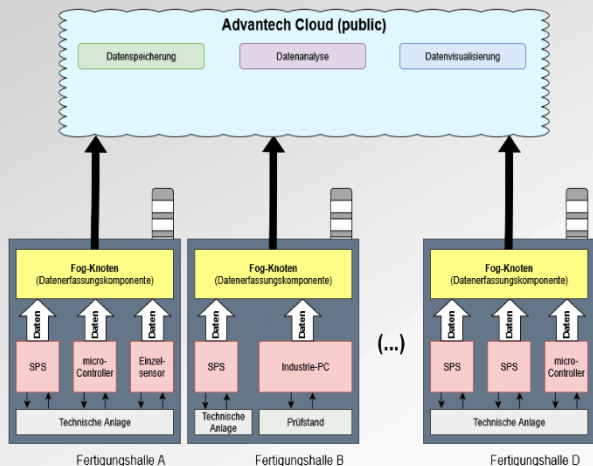 Advantech Cloud (public)
Datenspeicherung
Datenanalyse
Datenvisualisierung
Fog-Knoten
(Datenerfassungskomponente)
Daten
Daten
Daten
SPS
micro-
Controller
Einzel-
sensor
Technische Anlage
Fertigungshalle A
Fog-Knoten
(Datenerfassungskomponente)
Daten
Daten
SPS
Industrie-PC
Technische
Anlage
Prüfstand
Fertigungshalle B
(...)
Fog-Knoten
(Datenerfassungskomponente)
Daten
Daten
Daten
SPS
SPS
micro-
Controller
Technische Anlage
Fertigungshalle D